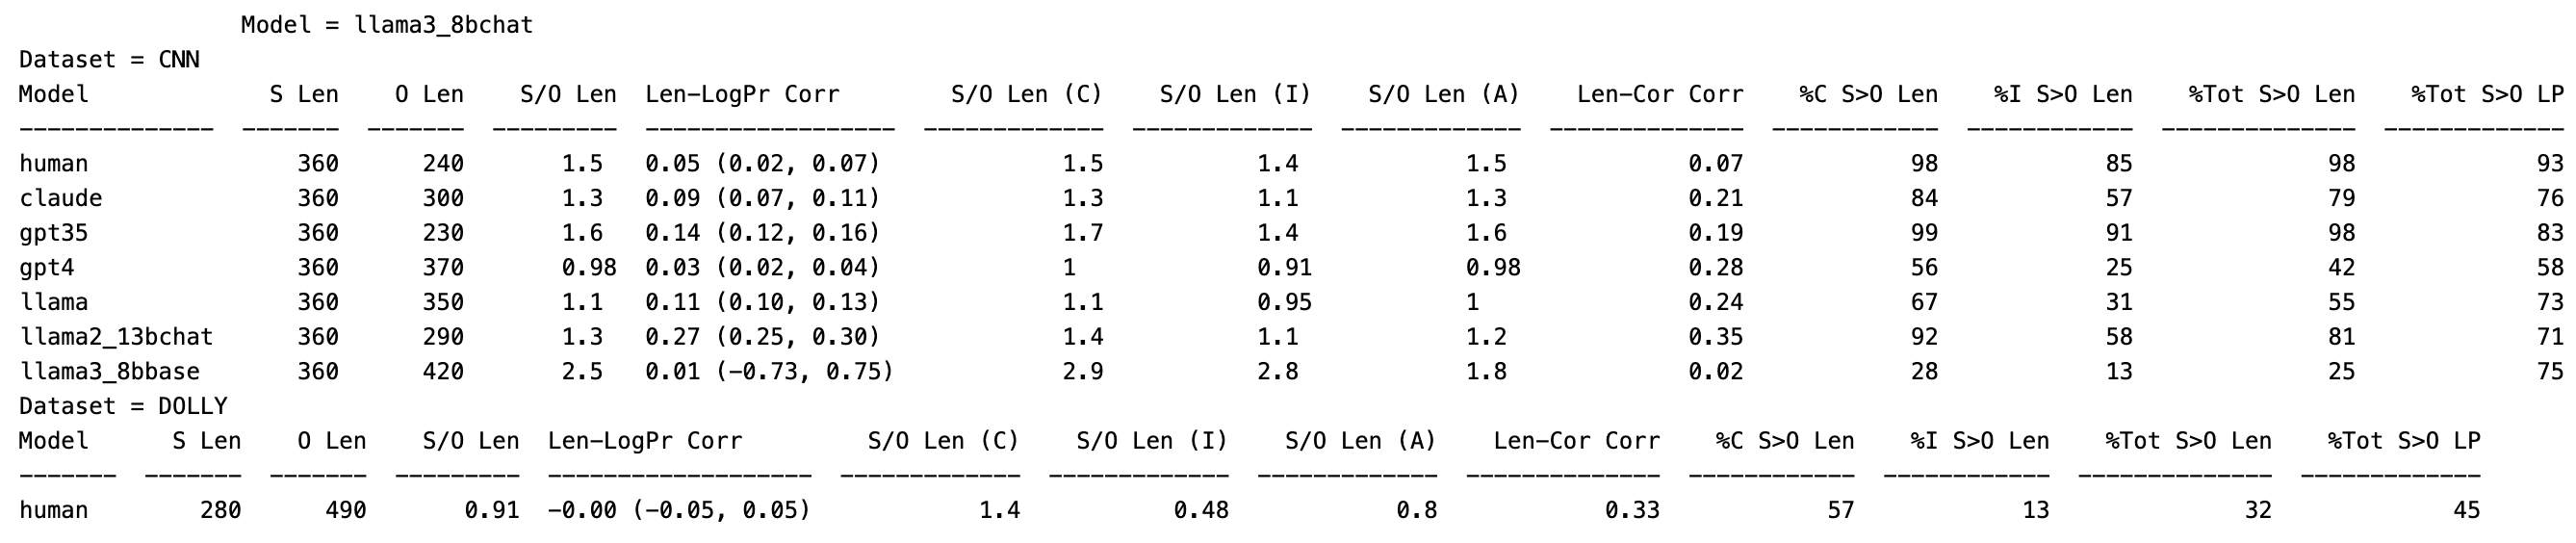 Model = llama3_8bchat
Dataset = CNN
Model S Len O Len S/O Len Len-LogPr Corr S/O Len (C) S/O Len (I) S/O Len (A) Len-Cor Corr %C S>O Len %I S>O Len %Tot S>O Len %Tot S>O LP
-------------- ------- ------- --------- ------------------ ------------- ------------- ------------- -------------- ------------ ------------ -------------- -------------
human 360 240 1.5 0.05 (0.02, 0.07) 1.5 1.4 1.5 0.07 98 85 98 93
claude 360 300 1.3 0.09 (0.07, 0.11) 1.3 1.1 1.3 0.21 84 57 79 76
gpt35 360 230 1.6 0.14 (0.12, 0.16) 1.7 1.4 1.6 0.19 99 91 98 83
gpt4 360 370 0.98 0.03 (0.02, 0.04) 1 0.91 0.98 0.28 56 25 42 58
llama 360 350 1.1 0.11 (0.10, 0.13) 1.1 0.95 1 0.24 67 31 55 73
llama2_13bchat 360 290 1.3 0.27 (0.25, 0.30) 1.4 1.1 1.2 0.35 92 58 81 71
llama3_8bbase 360 420 2.5 0.01 (-0.73, 0.75) 2.9 2.8 1.8 0.02 28 13 25 75
Dataset = DOLLY
Model S Len O Len S/O Len Len-LogPr Corr S/O Len (C) S/O Len (I) S/O Len (A) Len-Cor Corr %C S>O Len %I S>O Len %Tot S>O Len %Tot S>O LP
------- ------- ------- --------- ------------------- ------------- ------------- ------------- -------------- ------------ ------------ -------------- -------------
human 280 490 0.91 -0.00 (-0.05, 0.05) 1.4 0.48 0.8 0.33 57 13 32 45